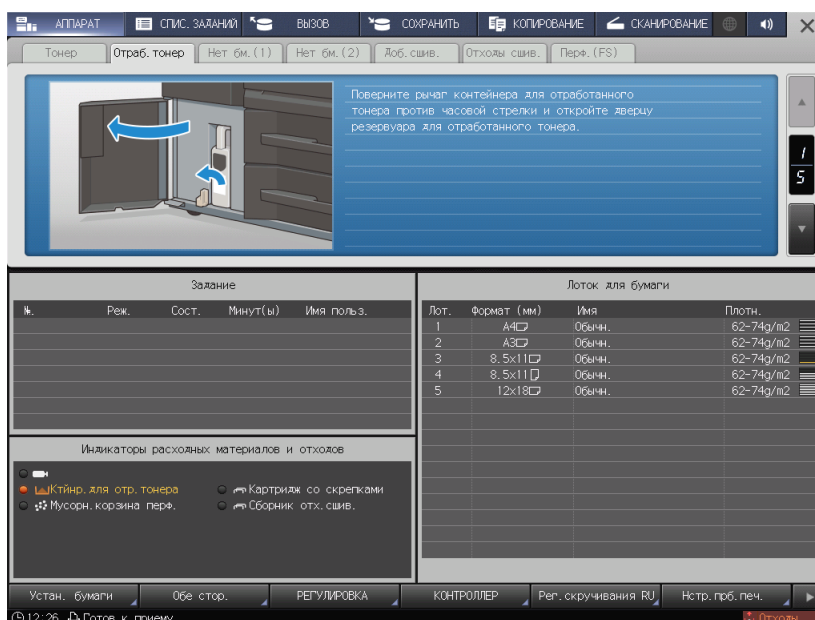 АППАРАТ СПИС. ЗАДАНИЙ ВЫЗОВ СОХРАНИТЬ КОПИРОВАНИЕ СКАНИРОВАНИЕ
Тонер Отраб. тонер Нет бм.(1) Нет бм.(2) Доб. сшив. Отходы сшив. Перф.(FS)
Поверните рычаг контейнера для отработанного
тонера против часовой стрелки и откройте дверцу
резервуара для отработанного тонера.
1
5
Задание
№. Реж. Сост. Минут(ы) Имя польз.
Лоток для бумаги
Лот. Формат (мм) Имя Плотн.
1 A4 Обычн. 62-74g/m2
2 A3 Обычн. 62-74g/m2
3 8.5x11 Обычн. 62-74g/m2
4 8.5x11 Обычн. 62-74g/m2
5 12x18 Обычн. 62-74g/m2
Индикаторы расходных материалов и отходов
Ктйнр. для отр. тонера Картридж со скрепками
Мусорн. корзина перф. Сборник отх. сшив.
Устан. бумаги Обе стор. РЕГУЛИРОВКА КОНТРОЛЛЕР Рег. скручивания RU Нстр. прб. печ.
12:26 Готов к приему Отходы